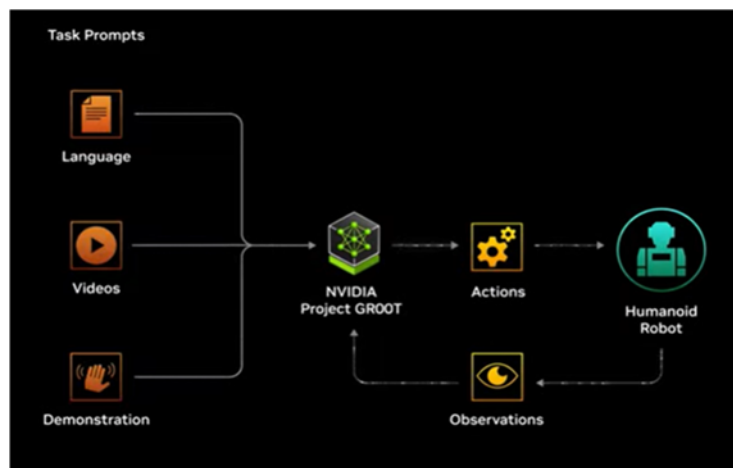 Task Prompts
Language
Videos
NVIDIA
Project GR00T
Actions
Humanoid
Robot
Demonstration
Observations